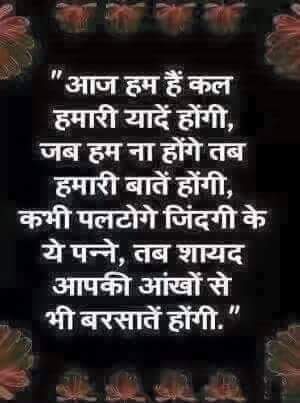 "आज हम हैं कल
हमारी यादें होंगी,
जब हम ना होंगे तब
हमारी बातें होंगी,
कभी पलटोगे जिंदगी के
ये पन्ने, तब शायद
आपकी आंखों से
भी बरसातें होंगी."